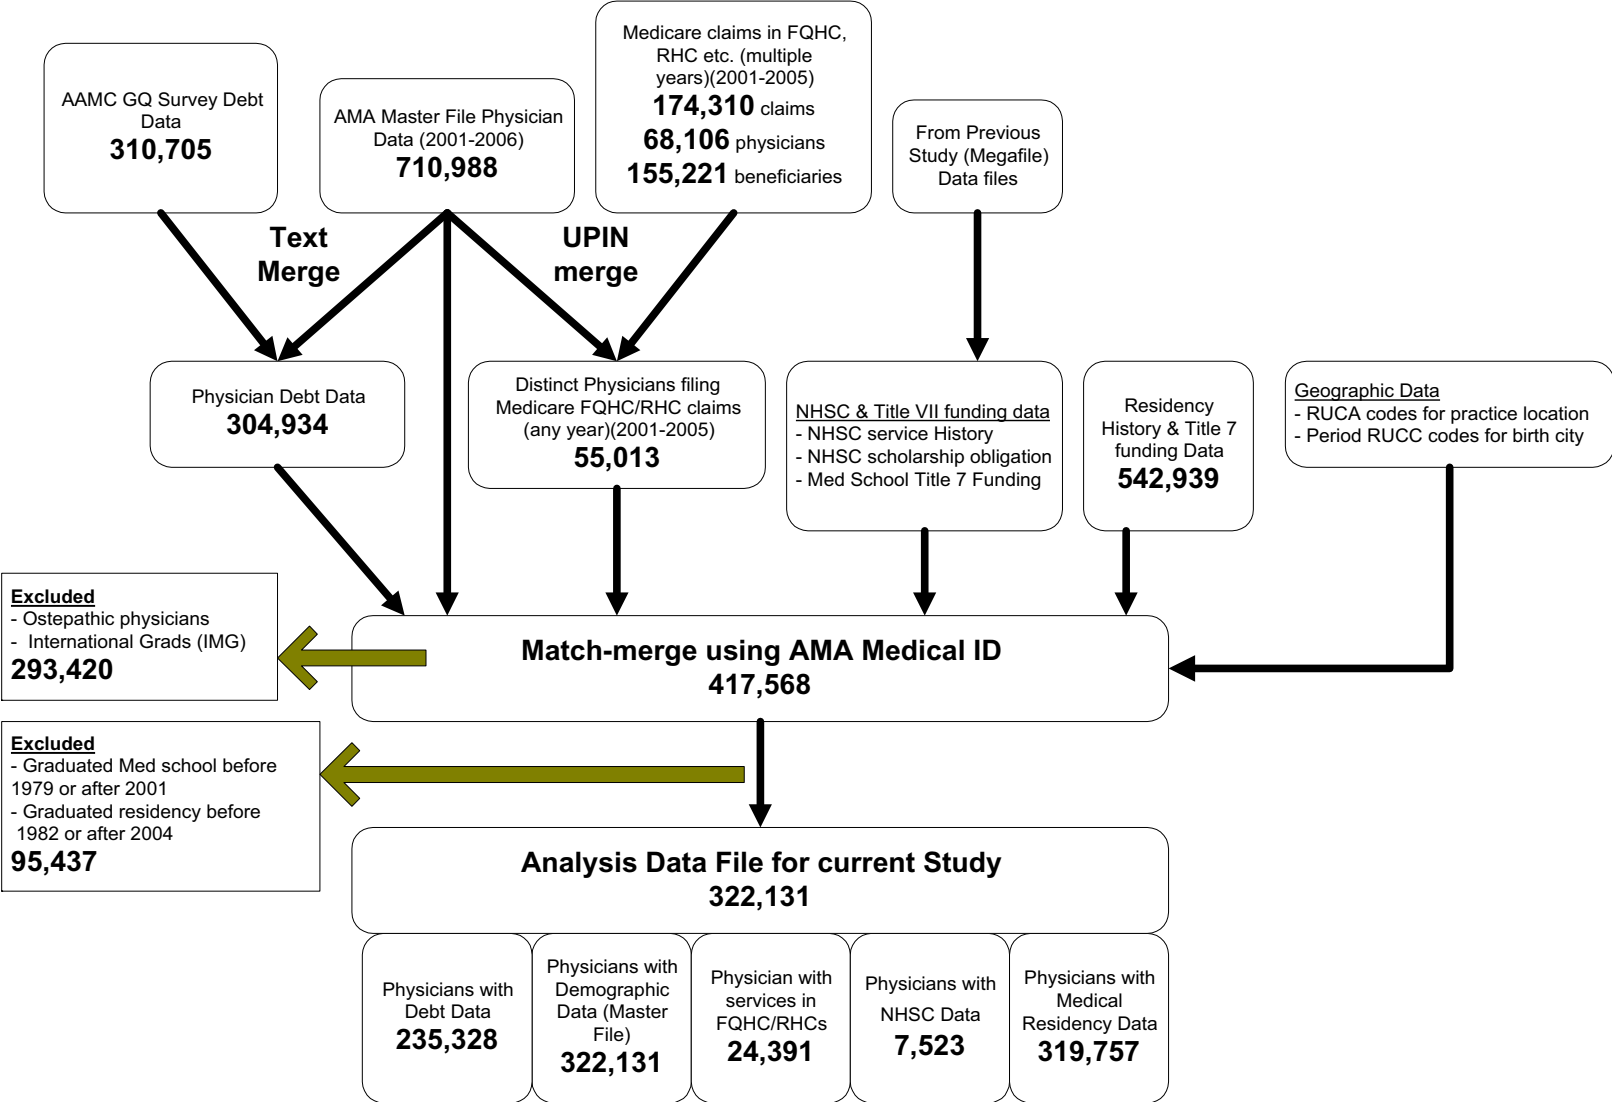 AAMC GQ Survey Debt
Data
310,705
AMA Master File Physician
Data (2001-2006)
710,988
Medicare claims in FQHC,
RHC etc. (multiple
years)(2001-2005)
174,310 claims
68,106 physicians
155,221 beneficiaries
From Previous
Study (Megafile)
Data files
Text
Merge
UPIN
merge
Physician Debt Data
304,934
Distinct Physicians filing
Medicare FQHC/RHC claims
(any year)(2001-2005)
55,013
NHSC & Title VII funding data
- NHSC service History
- NHSC scholarship obligation
- Med School Title 7 Funding
Residency
History & Title 7
funding Data
542,939
Geographic Data
- RUCA codes for practice location
- Period RUCC codes for birth city
Excluded
- Ostepathic physicians
- International Grads (IMG)
293,420
Match-merge using AMA Medical ID
417,568
Excluded
- Graduated Med school before
1979 or after 2001
- Graduated residency before
1982 or after 2004
95,437
Analysis Data File for current Study
322,131
Physicians with
Debt Data
235,328
Physicians with
Demographic
Data (Master
File)
322,131
Physician with
services in
FQHC/RHCs
24,391
Physicians with
NHSC Data
7,523
Physicians with
Medical
Residency Data
319,757